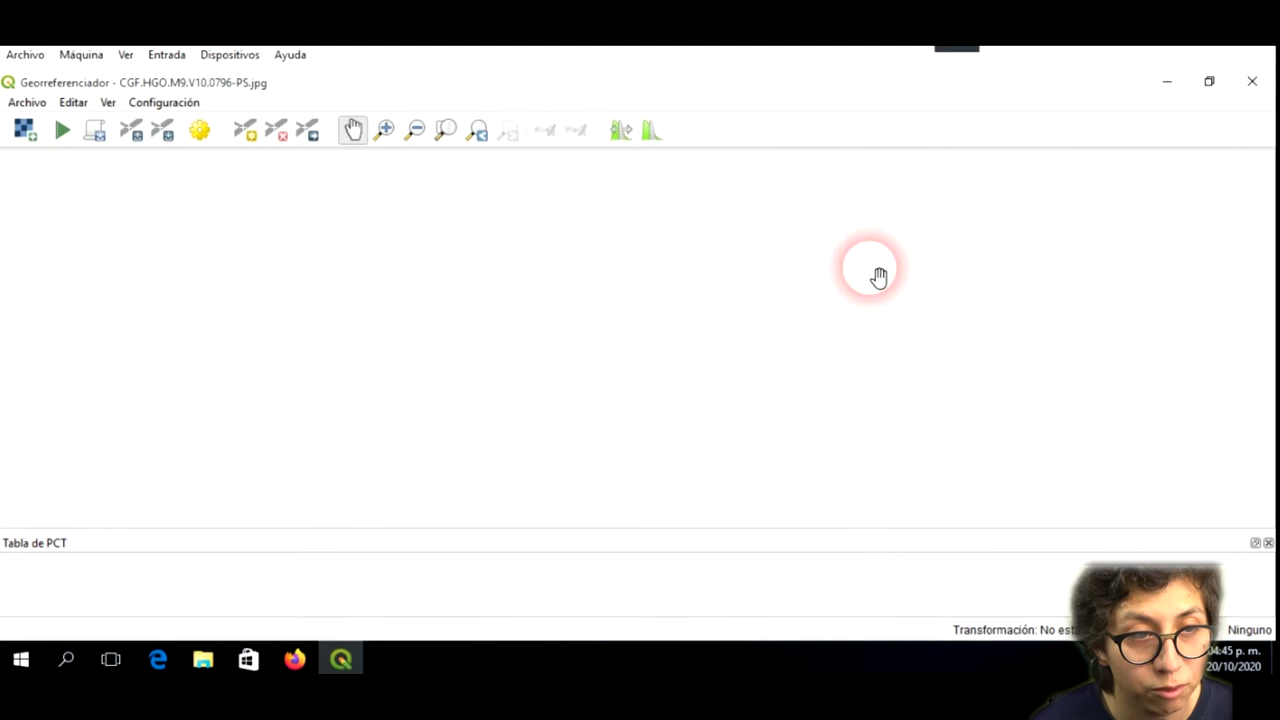 Archivo Máquina Ver Entrada Dispositivos Ayuda
Georreferenciador - CGF.HGO.M9.V10.0796-PS.jpg
Archivo Editar Ver Configuración
Tabla de PCT
Transformación: No Ninguno
04:45 p. m.
20/10/2020